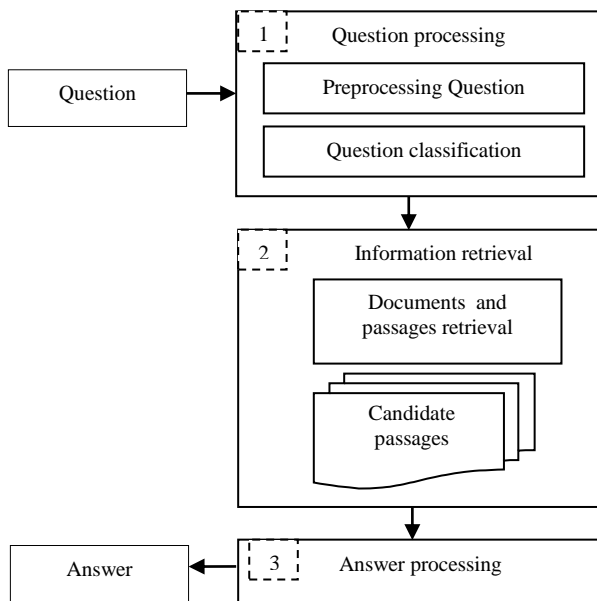 1
Question processing
Question
Preprocessing Question
Question classification
2
Information retrieval
Documents and
passages retrieval
Candidate
passages
3
Answer processing
Answer